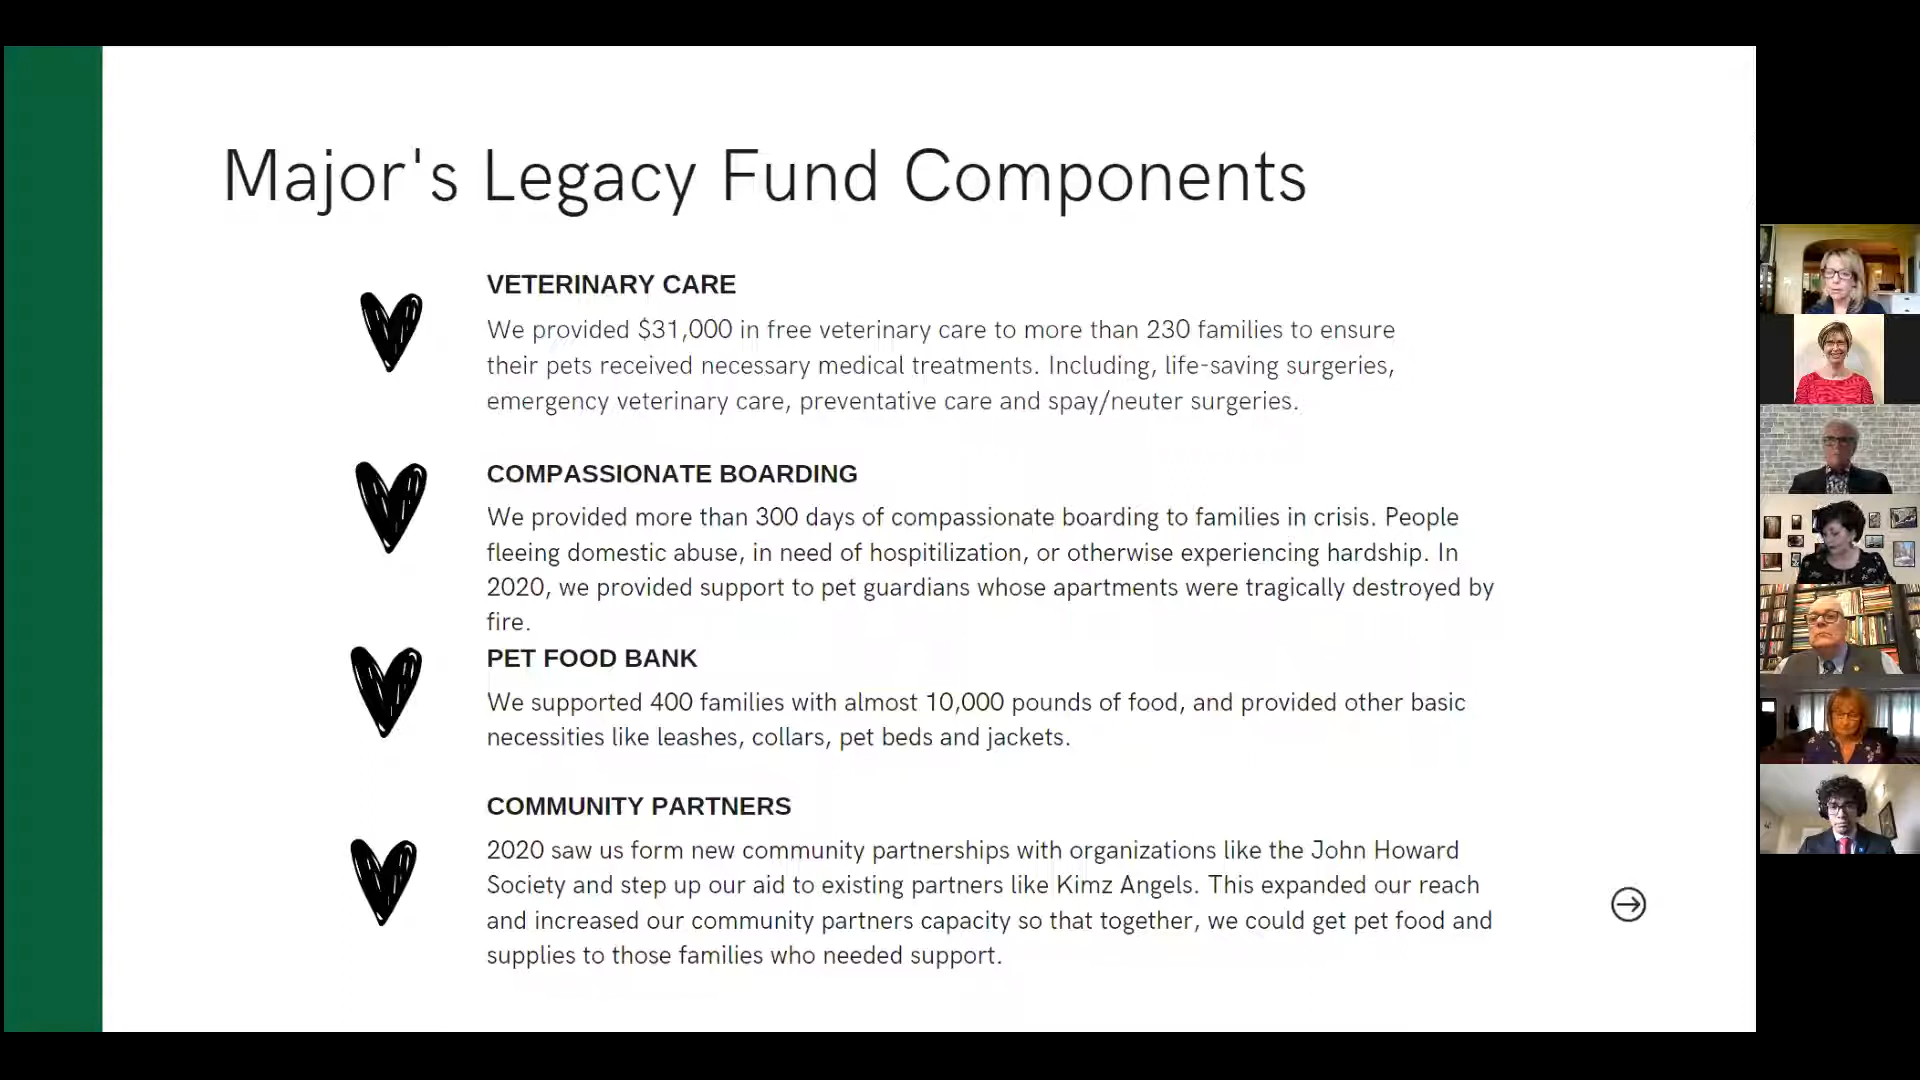 Major's Legacy Fund Components
VETERINARY CARE
We provided $31,000 in free veterinary care to more than 230 families to ensure
their pets received necessary medical treatments. Including, life-saving surgeries,
emergency veterinary care, preventative care and spay/neuter surgeries.
COMPASSIONATE BOARDING
We provided more than 300 days of compassionate boarding to families in crisis. People
fleeing domestic abuse, in need of hospitilization, or otherwise experiencing hardship. In
2020, we provided support to pet guardians whose apartments were tragically destroyed by
fire.
PET FOOD BANK
We supported 400 families with almost 10,000 pounds of food, and provided other basic
necessities like leashes, collars, pet beds and jackets.
COMMUNITY PARTNERS
2020 saw us form new community partnerships with organizations like the John Howard
Society and step up our aid to existing partners like Kimz Angels. This expanded our reach
and increased our community partners capacity so that together, we could get pet food and
supplies to those families who needed support.